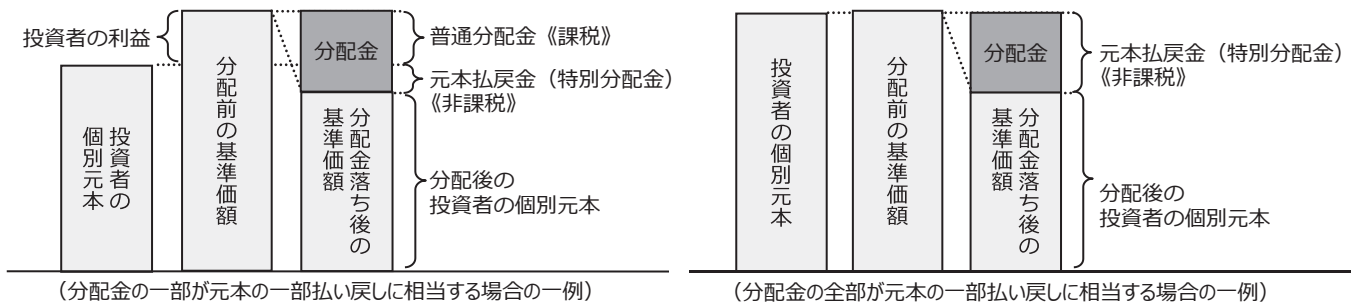 投資者の利益
投資者の
個別元本
分配前の基準価額
分配金
分配金落ち後の
基準価額
普通分配金《課税》
元本払戻金（特別分配金）
《非課税》
分配後の
投資者の個別元本
（分配金の一部が元本の一部払い戻しに相当する場合の一例）
投資者の個別元本
分配前の基準価額
分配金
分配金落ち後の
基準価額
元本払戻金（特別分配金）
《非課税》
分配後の
投資者の個別元本
（分配金の全部が元本の一部払い戻しに相当する場合の一例）